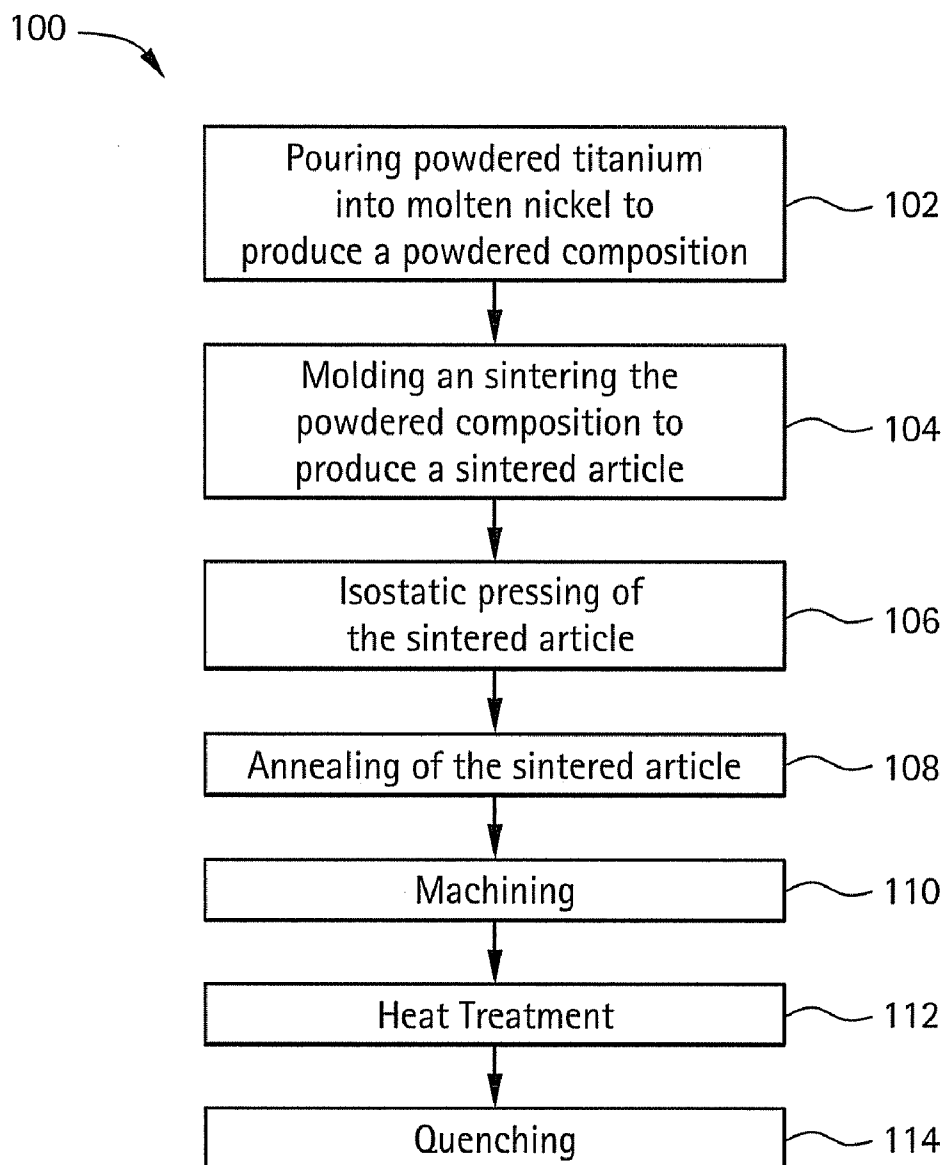 100
Pouring powdered titanium
into molten nickel to
produce a powdered composition
102
Molding an sintering the
powdered composition to
produce a sintered article
104
Isostatic pressing of
the sintered article
106
Annealing of the sintered article
108
Machining
110
Heat Treatment
112
Quenching
114